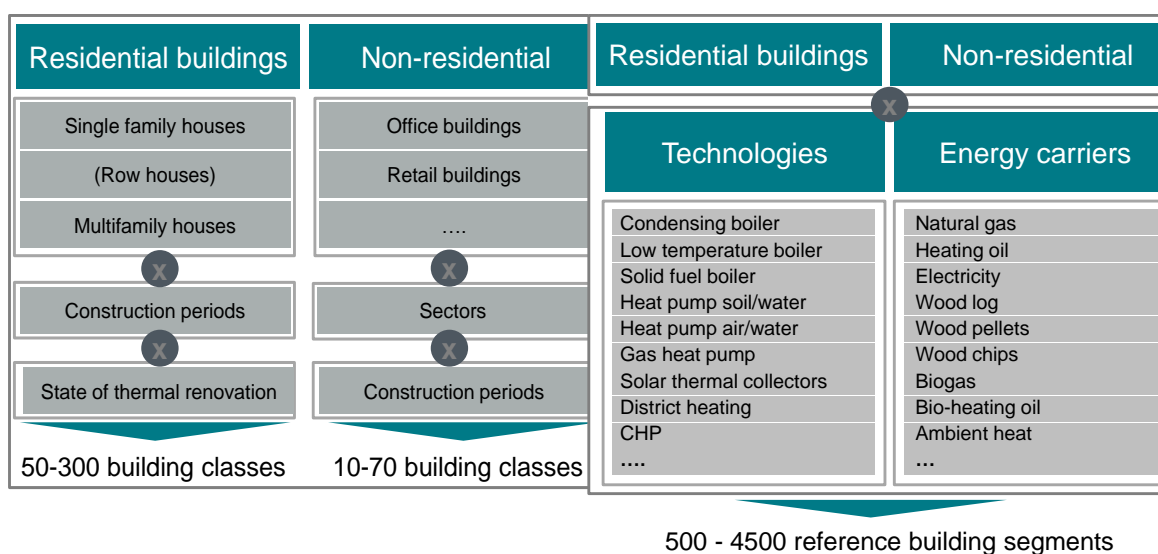 Residential buildings
Single family houses
(Row houses)
Multifamily houses
x
Construction periods
x
State of thermal renovation
50-300 building classes
Non-residential
Office buildings
Retail buildings
....
x
Sectors
x
Construction periods
10-70 building classes
Residential buildings
Non-residential
x
Technologies
Condensing boiler
Low temperature boiler
Solid fuel boiler
Heat pump soil/water
Heat pump air/water
Gas heat pump
Solar thermal collectors
District heating
CHP
....
Energy carriers
Natural gas
Heating oil
Electricity
Wood log
Wood pellets
Wood chips
Biogas
Bio-heating oil
Ambient heat
...
500 - 4500 reference building segments